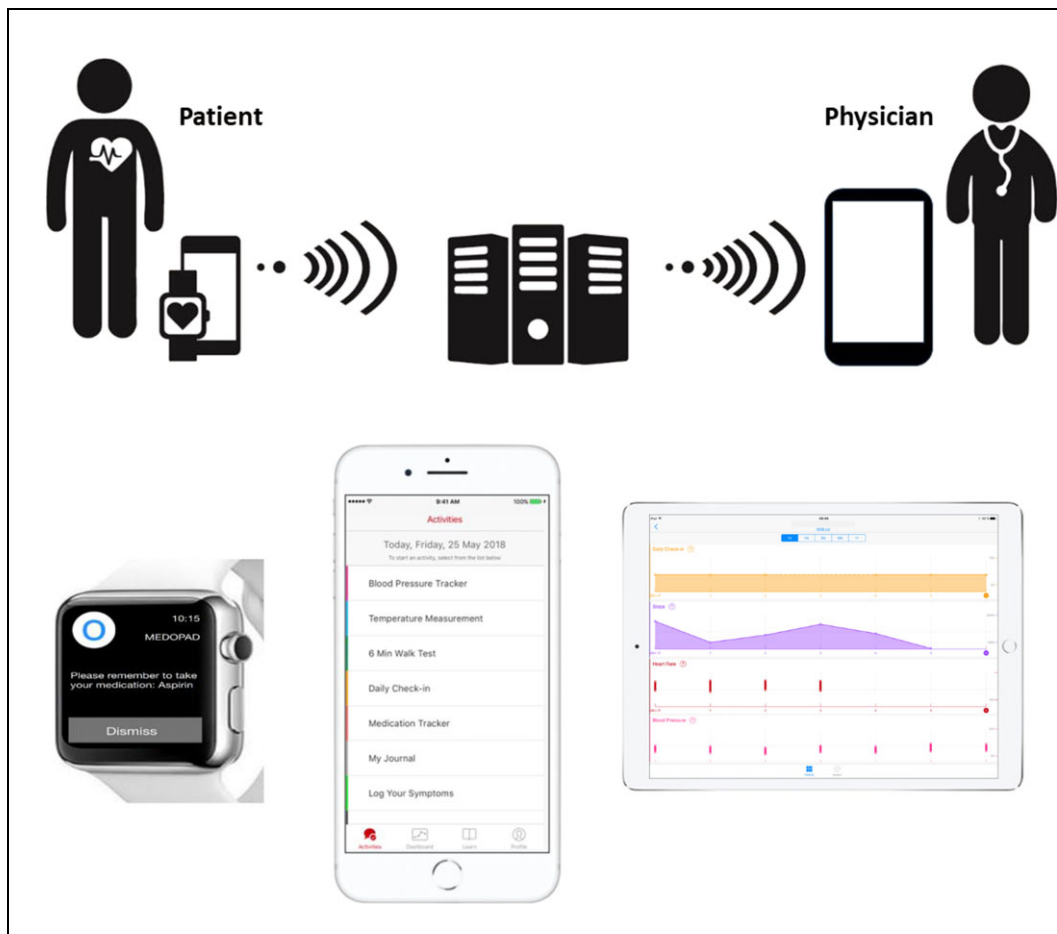 Patient
Physician
10:15
MEDOPAD
Please remember to take
your medication: Aspirin
Dismiss
9:41 AM
100%
Activities
Today, Friday, 25 May 2018
To start an activity, select from the list below
Blood Pressure Tracker
Temperature Measurement
6 Min Walk Test
Daily Check-in
Medication Tracker
My Journal
Log Your Symptoms
Activities
Dashboard
Learn
Profile
Daily Check-in
Steps
Heart Rate
Blood Pressure